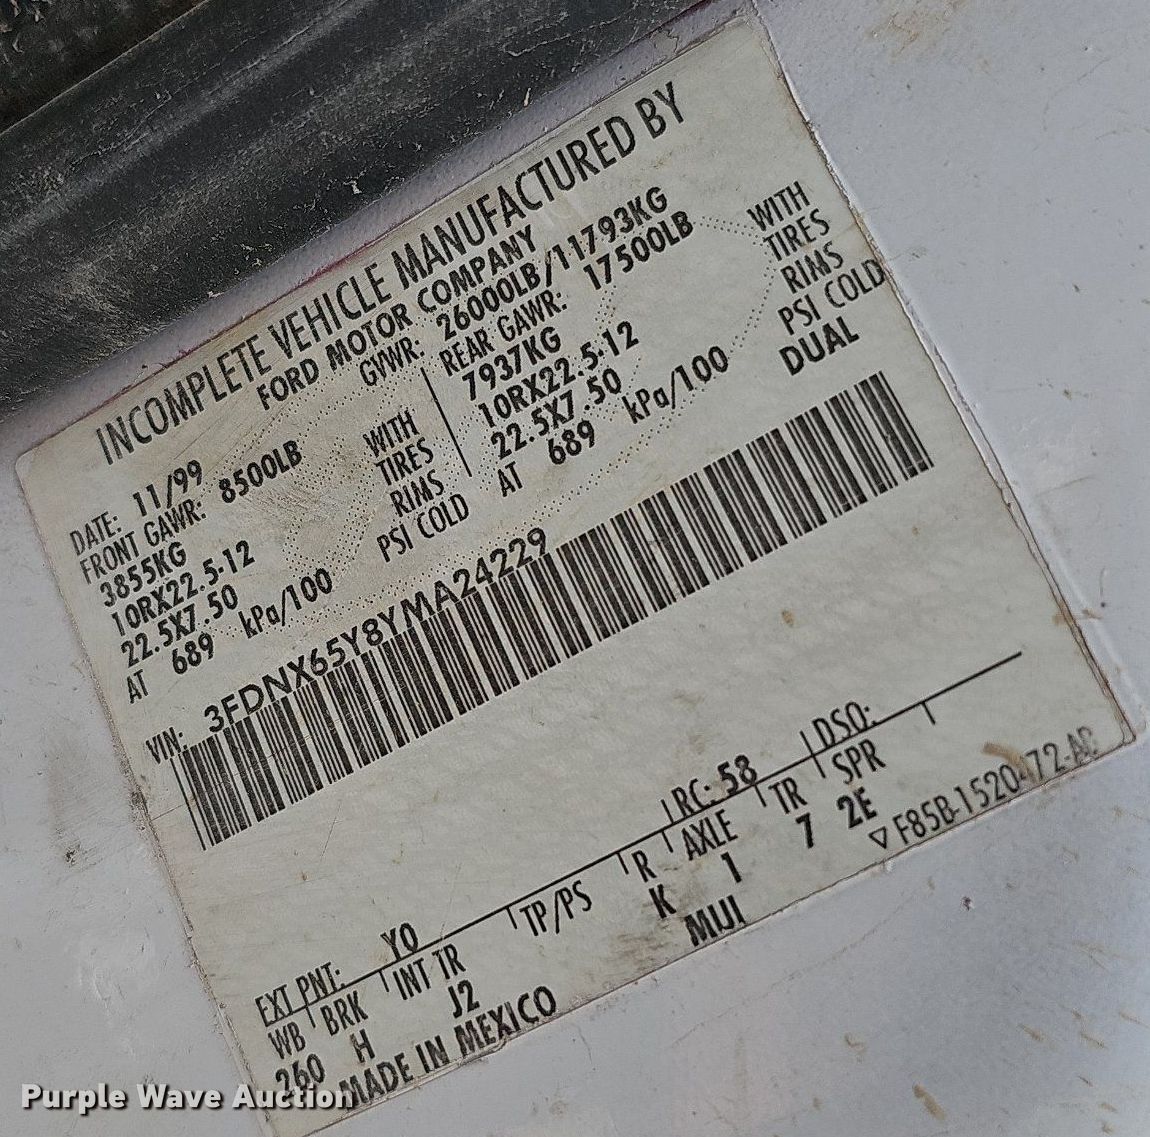 INCOMPLETE VEHICLE MANUFACTURED BY
FORD MOTOR COMPANY
GVWR: 26000LB/11793KG
DATE: 11/99
FRONT GAWR: 8500LB
3855KG WITH
10RX22.5-12 TIRES
22.5X7.50 RIMS
AT 689 kPa/100 PSI COLD
REAR GAWR: 17500LB
7937KG WITH
10RX22.5-12 TIRES
22.5X7.50 RIMS
AT 689 kPa/100 PSI COLD
DUAL
VIN: 3FDNX65Y8YMA24229
EXT PNT: YO RC: 58 DSO:
WB BRK INT TR TP/PS R AXLE TR SPR
260 H J2 K 1 7 2E
MADE IN MEXICO MIJI
F85B-1520472-AC
Purple Wave Auction